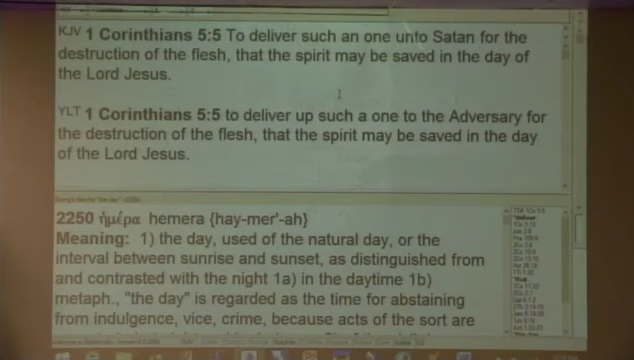 KJV 1 Corinthians 5:5 To deliver such an one unto Satan for the
destruction of the flesh, that the spirit may be saved in the day of
the Lord Jesus.
YLT 1 Corinthians 5:5 to deliver up such a one to the Adversary for
the destruction of the flesh, that the spirit may be saved in the day
of the Lord Jesus.
2250 ἡμέρα hemera {hay-mer'-ah}
Meaning: 1) the day, used of the natural day, or the
interval between sunrise and sunset, as distinguished from
and contrasted with the night 1a) in the daytime 1b)
metaph., "the day" is regarded as the time for abstaining
from indulgence, vice, crime, because acts of the sort are